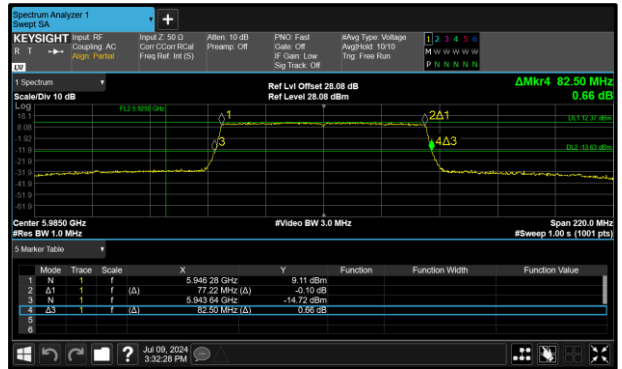 Spectrum Analyzer 1
Swept SA
+
KEYSIGHT Input: RF Input Z: 50 Ω Atten: 10 dB PNO: Fast #Avg Type: Voltage 1 2 3 4 5 6
R T Coupling: AC Corr CCorr RCal Preamp: Off Gate: Off Avg|Hold: 10/10 M W W W W W
Align: Partial Freq Ref: Int (S) IF Gain: Low Trig: Free Run
LXI Sig Track: Off P N N N N N
1 Spectrum Ref Lvl Offset 28.08 dB ΔMkr4 82.50 MHz
Scale/Div 10 dB Ref Level 28.08 dBm 0.66 dB
Log
FL2 5.9250 GHz
18.1 1 2Δ1 DL1 12.37 dBm
8.08
-1.92
-11.9 3 4Δ3 DL2 -13.63 dBm
-21.9
-31.9
-41.9
-51.9
-61.9
Center 5.9850 GHz #Video BW 3.0 MHz Span 220.0 MHz
#Res BW 1.0 MHz #Sweep 1.00 s (1001 pts)
5 Marker Table
Mode Trace Scale X Y Function Function Width Function Value
1 N 1 f 5.946 28 GHz 9.11 dBm
2 Δ1 1 f (Δ) 77.22 MHz (Δ) -0.10 dB
3 N 1 f 5.943 64 GHz -14.72 dBm
4 Δ3 1 f (Δ) 82.50 MHz (Δ) 0.66 dB
5
6
? Jul 09, 2024
3:32:28 PM